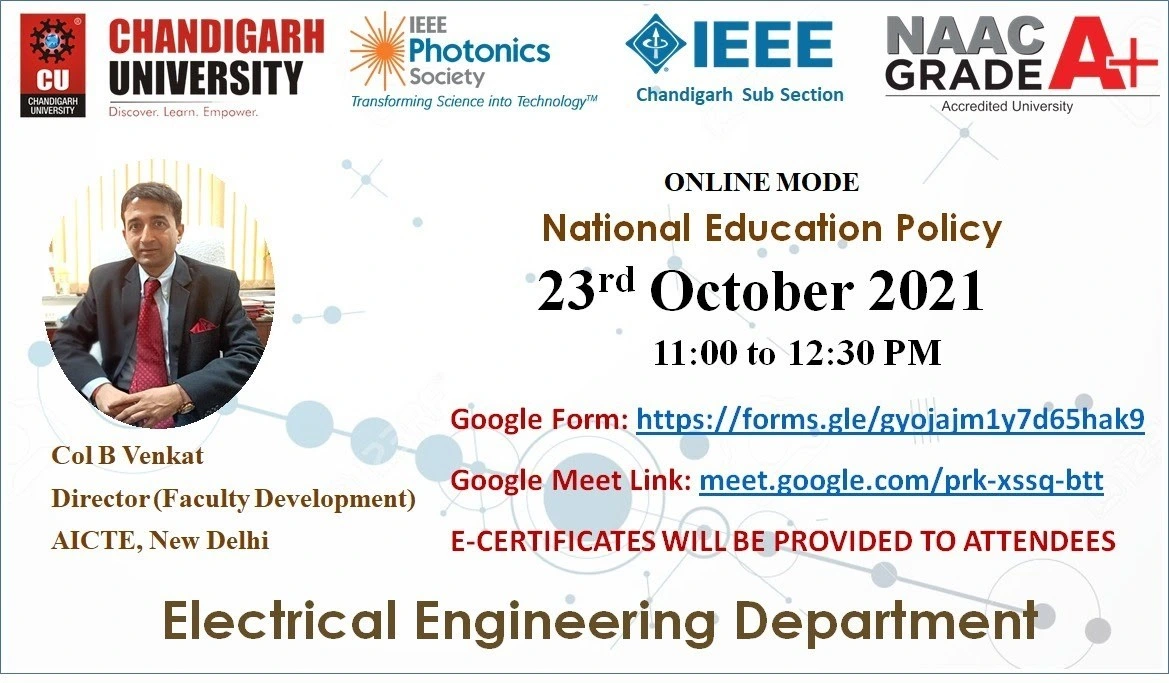 CU
CHANDIGARH
UNIVERSITY
CHANDIGARH
UNIVERSITY
Discover. Learn. Empower.
IEEE
Photonics
Society
Transforming Science into Technology™
IEEE
Chandigarh Sub Section
NAAC
GRADE A+
Accredited University
ONLINE MODE
National Education Policy
23rd October 2021
11:00 to 12:30 PM
Google Form: https://forms.gle/gyojajm1y7d65hak9
Google Meet Link: meet.google.com/prk-xssq-btt
E-CERTIFICATES WILL BE PROVIDED TO ATTENDEES
Col B Venkat
Director (Faculty Development)
AICTE, New Delhi
Electrical Engineering Department